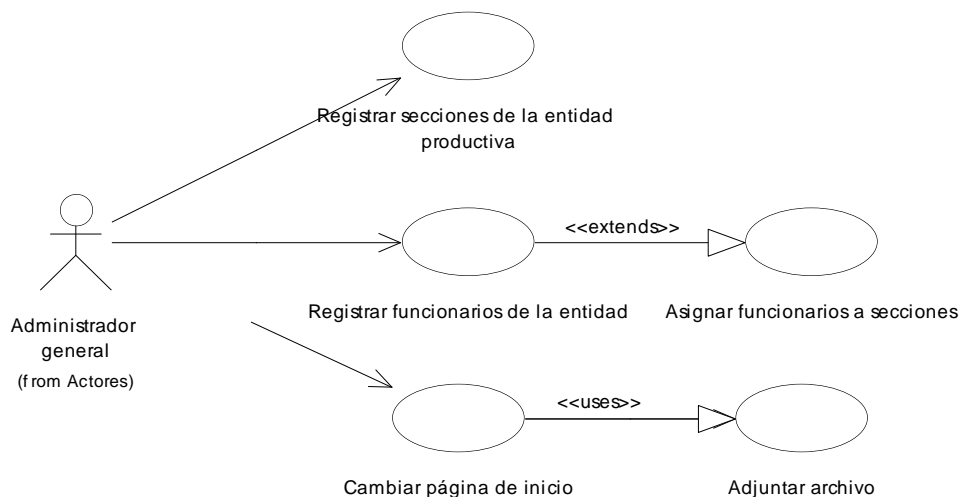 Registrar secciones de la entidad
productiva
<<extends>>
Registrar funcionarios de la entidad
Asignar funcionarios a secciones
Administrador
general
(from Actores)
<<uses>>
Cambiar página de inicio
Adjuntar archivo